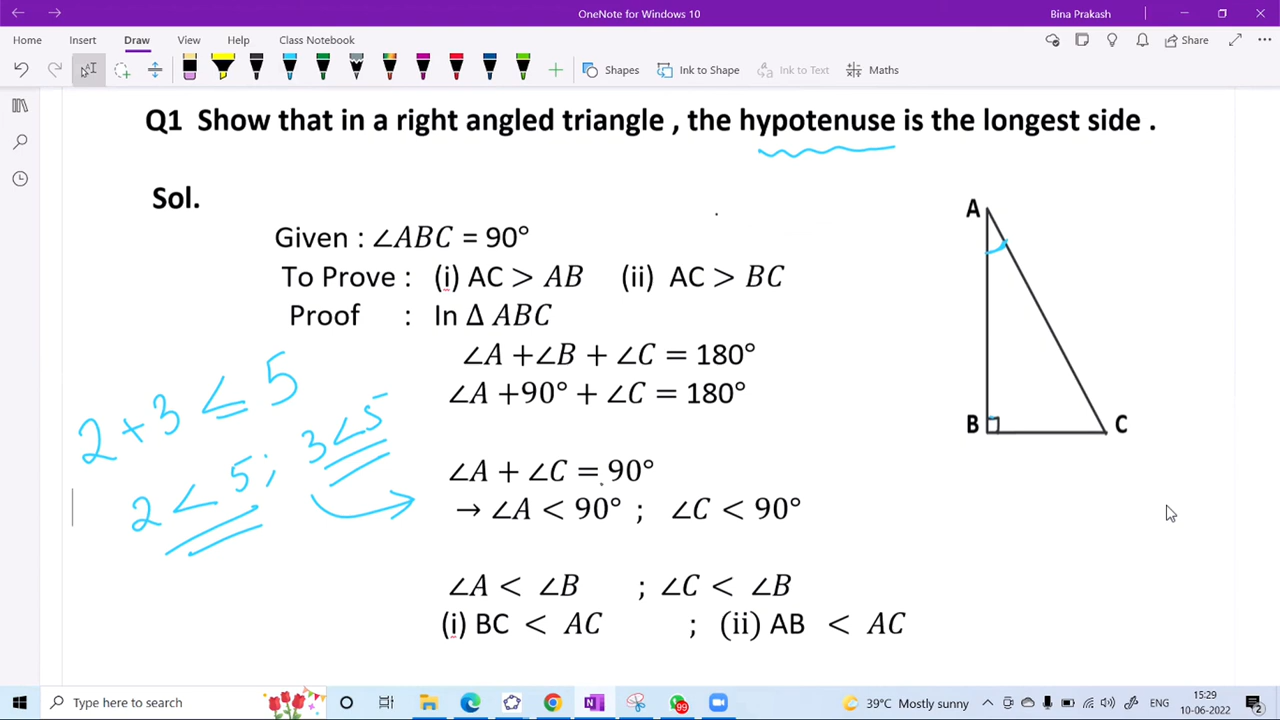 OneNote for Windows 10
Bina Prakash
Home Insert Draw View Help Class Notebook
Share
Shapes Ink to Shape Ink to Text Maths
Q1 Show that in a right angled triangle , the hypotenuse is the longest side .
Sol.
Given : ∠ABC = 90°
To Prove : (i) AC > AB (ii) AC > BC
Proof : In Δ ABC
∠A +∠B + ∠C = 180°
∠A +90° + ∠C = 180°
∠A + ∠C = 90°
→ ∠A < 90° ; ∠C < 90°
∠A < ∠B ; ∠C < ∠B
(i) BC < AC ; (ii) AB < AC
2 + 3 ≤ 5
2 < 5 ; 3 < 5
A
B
C
Type here to search
99
39°C Mostly sunny
ENG
15:29
10-06-2022
2